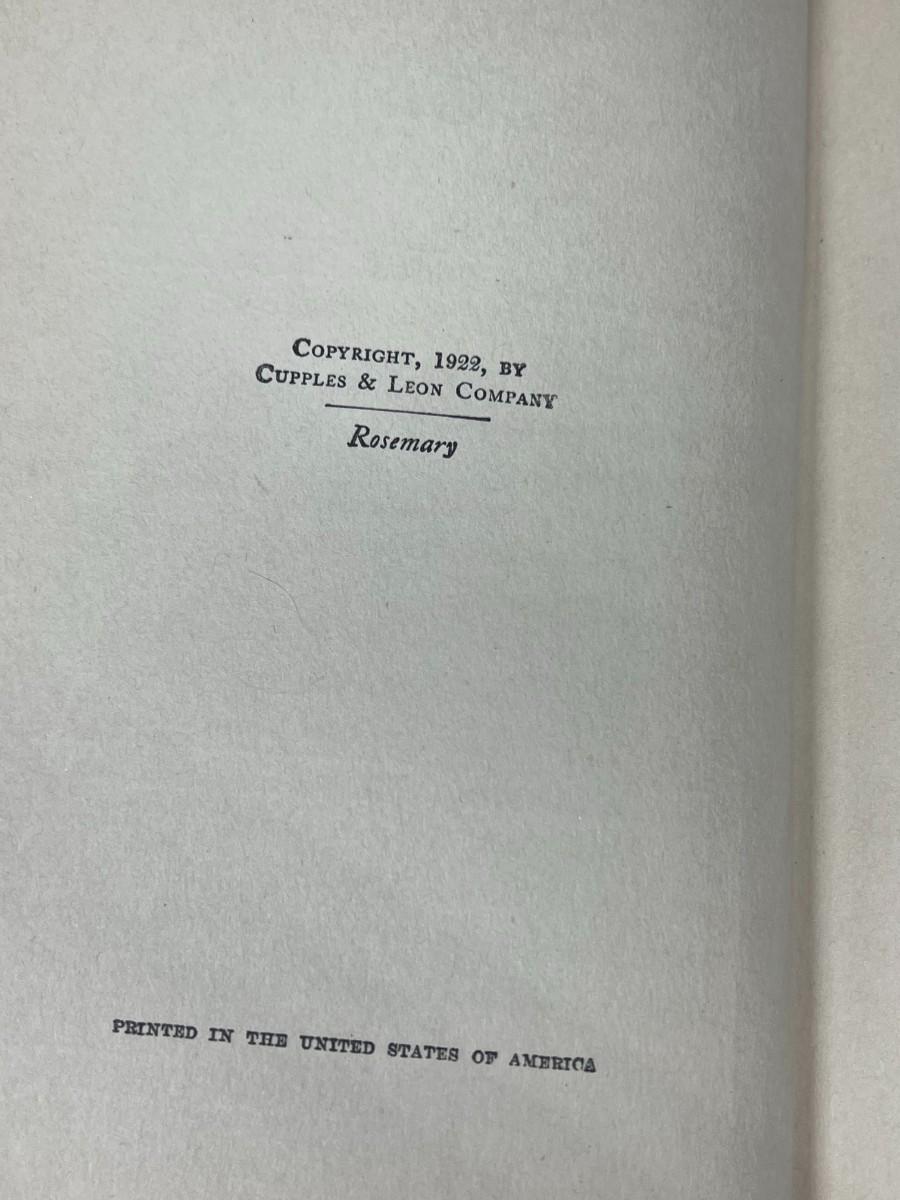 Copyright, 1922, by
Cupples & Leon Company
Rosemary
PRINTED IN THE UNITED STATES OF AMERICA